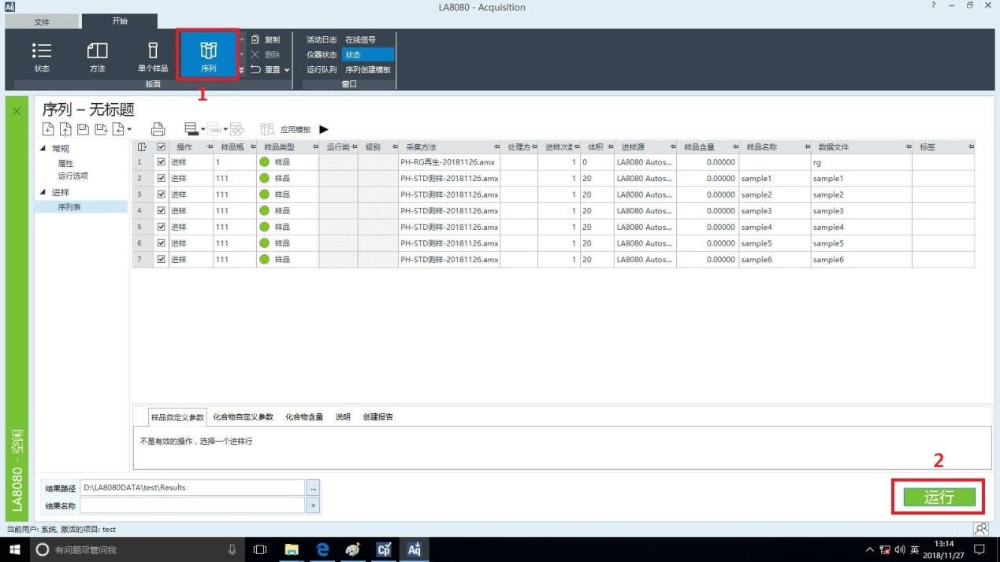 LA8080 - Acquisition
文件 开始
状态 方法 单个样品 序列 复制 删除 重置 版面
活动日志 在线信号
仪器状态 状态
运行队列 序列创建模板
窗口
1
序列 – 无标题
应用模板
常规
属性
运行选项
进样
序列表
操作 样品瓶 样品类型 运行类 级别 采集方法 处理方 进样次数 体积 进样源 样品含量 样品名称 数据文件 标签
1 进样 1 样品 PH-RG再生-20181126.amx 1 0 LA8080 Autos... 0.00000 rg
2 进样 111 样品 PH-STD测样-20181126.amx 1 20 LA8080 Autos... 0.00000 sample1 sample1
3 进样 111 样品 PH-STD测样-20181126.amx 1 20 LA8080 Autos... 0.00000 sample2 sample2
4 进样 111 样品 PH-STD测样-20181126.amx 1 20 LA8080 Autos... 0.00000 sample3 sample3
5 进样 111 样品 PH-STD测样-20181126.amx 1 20 LA8080 Autos... 0.00000 sample4 sample4
6 进样 111 样品 PH-STD测样-20181126.amx 1 20 LA8080 Autos... 0.00000 sample5 sample5
7 进样 111 样品 PH-STD测样-20181126.amx 1 20 LA8080 Autos... 0.00000 sample6 sample6
样品自定义参数 化合物自定义参数 化合物含量 说明 创建报告
不是有效的操作，选择一个进样行
LA8080 - 空闲
2
结果路径 D:\LA8080DATA\test\Results ...
结果名称 >
运行
当前用户: 系统, 激活的项目: test
有问题尽管问我
Cp Aq
英
13:14
2018/11/27